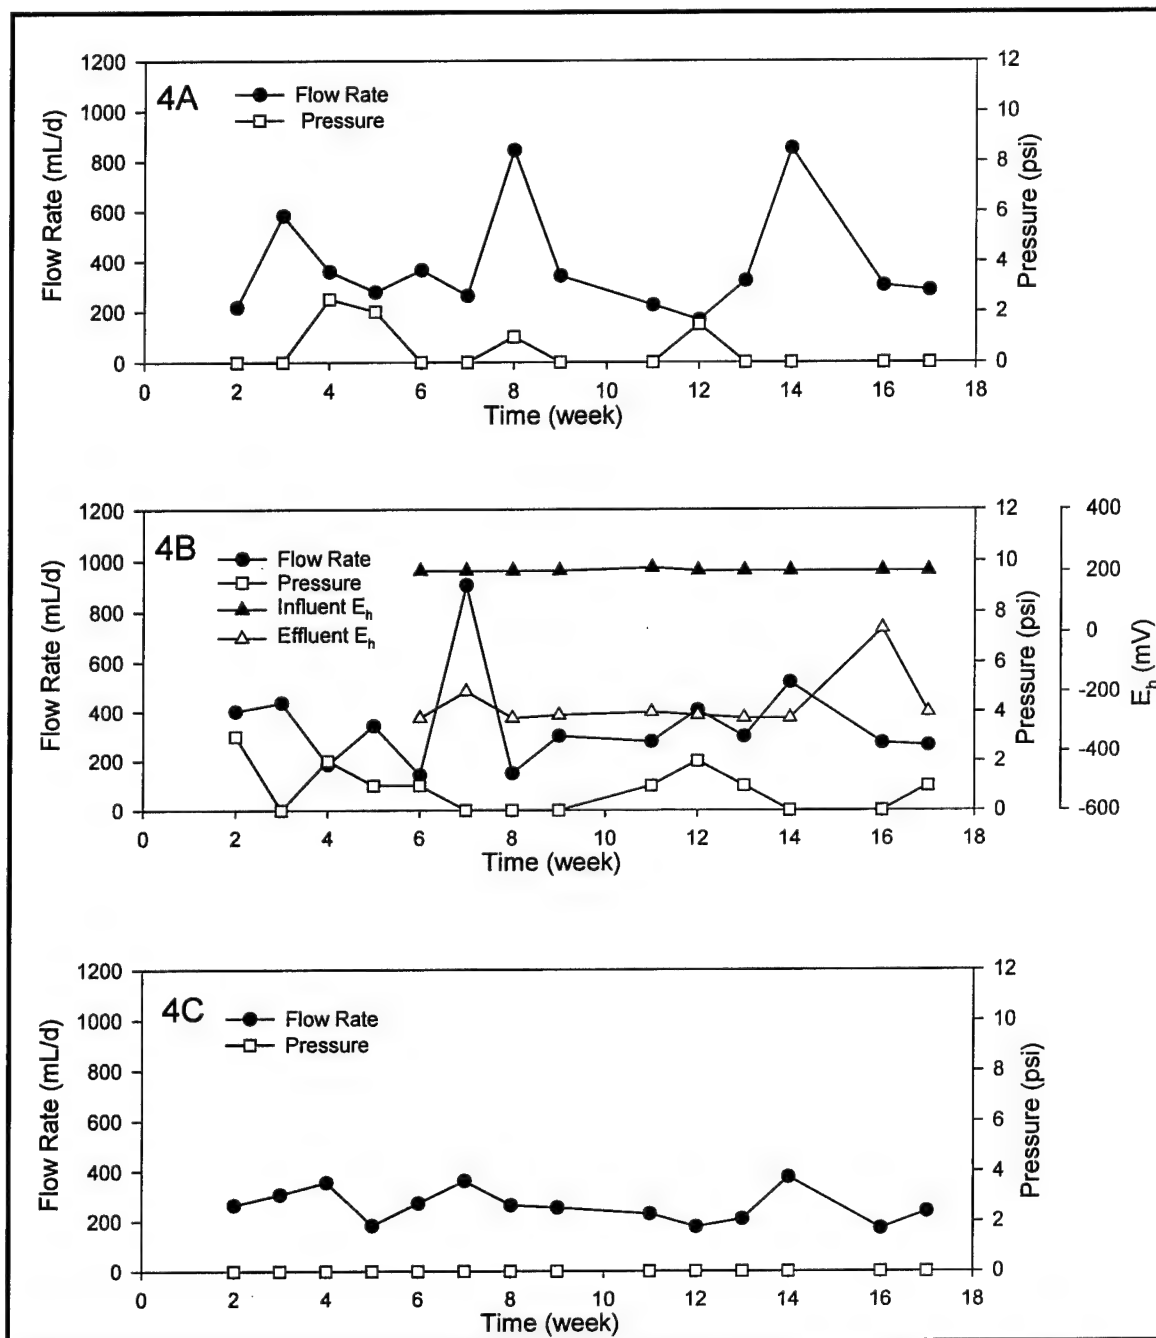 4A
Flow Rate
Pressure
Flow Rate (mL/d)
1200
1000
800
600
400
200
0
12
10
8
6
4
2
0
Pressure (psi)
0 2 4 6 8 10 12 14 16 18
Time (week)
4B
Flow Rate
Pressure
Influent Eh
Effluent Eh
Flow Rate (mL/d)
1200
1000
800
600
400
200
0
12
10
8
6
4
2
0
Pressure (psi)
400
200
0
-200
-400
-600
Eh (mV)
0 2 4 6 8 10 12 14 16 18
Time (week)
4C
Flow Rate
Pressure
Flow Rate (mL/d)
1200
1000
800
600
400
200
0
12
10
8
6
4
2
0
Pressure (psi)
0 2 4 6 8 10 12 14 16 18
Time (week)